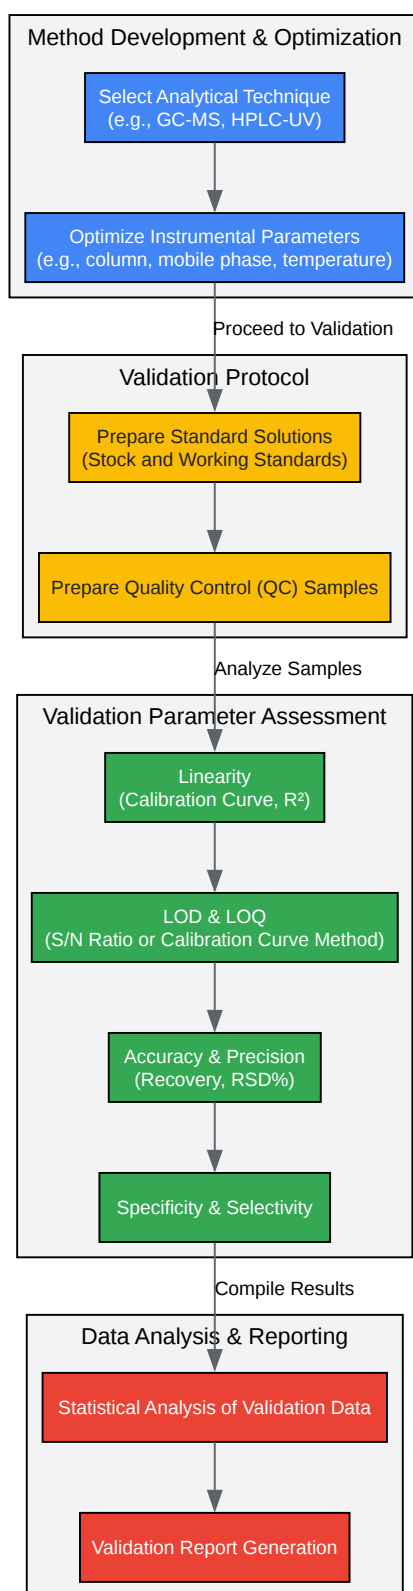 Method Development & Optimization
Select Analytical Technique
(e.g., GC-MS, HPLC-UV)
Optimize Instrumental Parameters
(e.g., column, mobile phase, temperature)
Proceed to Validation
Validation Protocol
Prepare Standard Solutions
(Stock and Working Standards)
Prepare Quality Control (QC) Samples
Analyze Samples
Validation Parameter Assessment
Linearity
(Calibration Curve, R²)
LOD & LOQ
(S/N Ratio or Calibration Curve Method)
Accuracy & Precision
(Recovery, RSD%)
Specificity & Selectivity
Compile Results
Data Analysis & Reporting
Statistical Analysis of Validation Data
Validation Report Generation